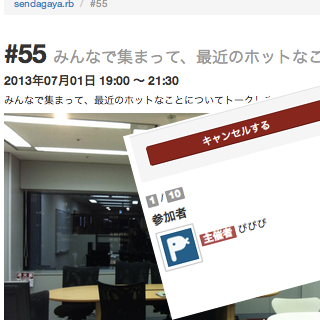 sendagaya.rb / #55
#55 みんなで集まって、最近のホットなこ
2013年07月01日 19:00 〜 21:30
みんなで集まって、最近のホットなことについてトークし
キャンセルする
1 / 10
参加者
主催者 ぴぴぴ